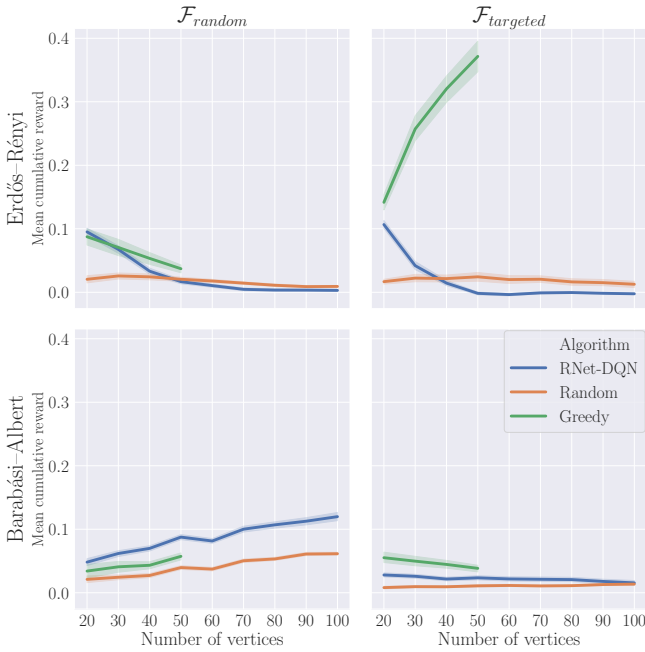 𝓕random
𝓕targeted
Erdős–Rényi
Mean cumulative reward
0.4
0.3
0.2
0.1
0.0
Barabási–Albert
Mean cumulative reward
0.4
0.3
0.2
0.1
0.0
Algorithm
RNet-DQN
Random
Greedy
20 30 40 50 60 70 80 90 100
20 30 40 50 60 70 80 90 100
Number of vertices
Number of vertices